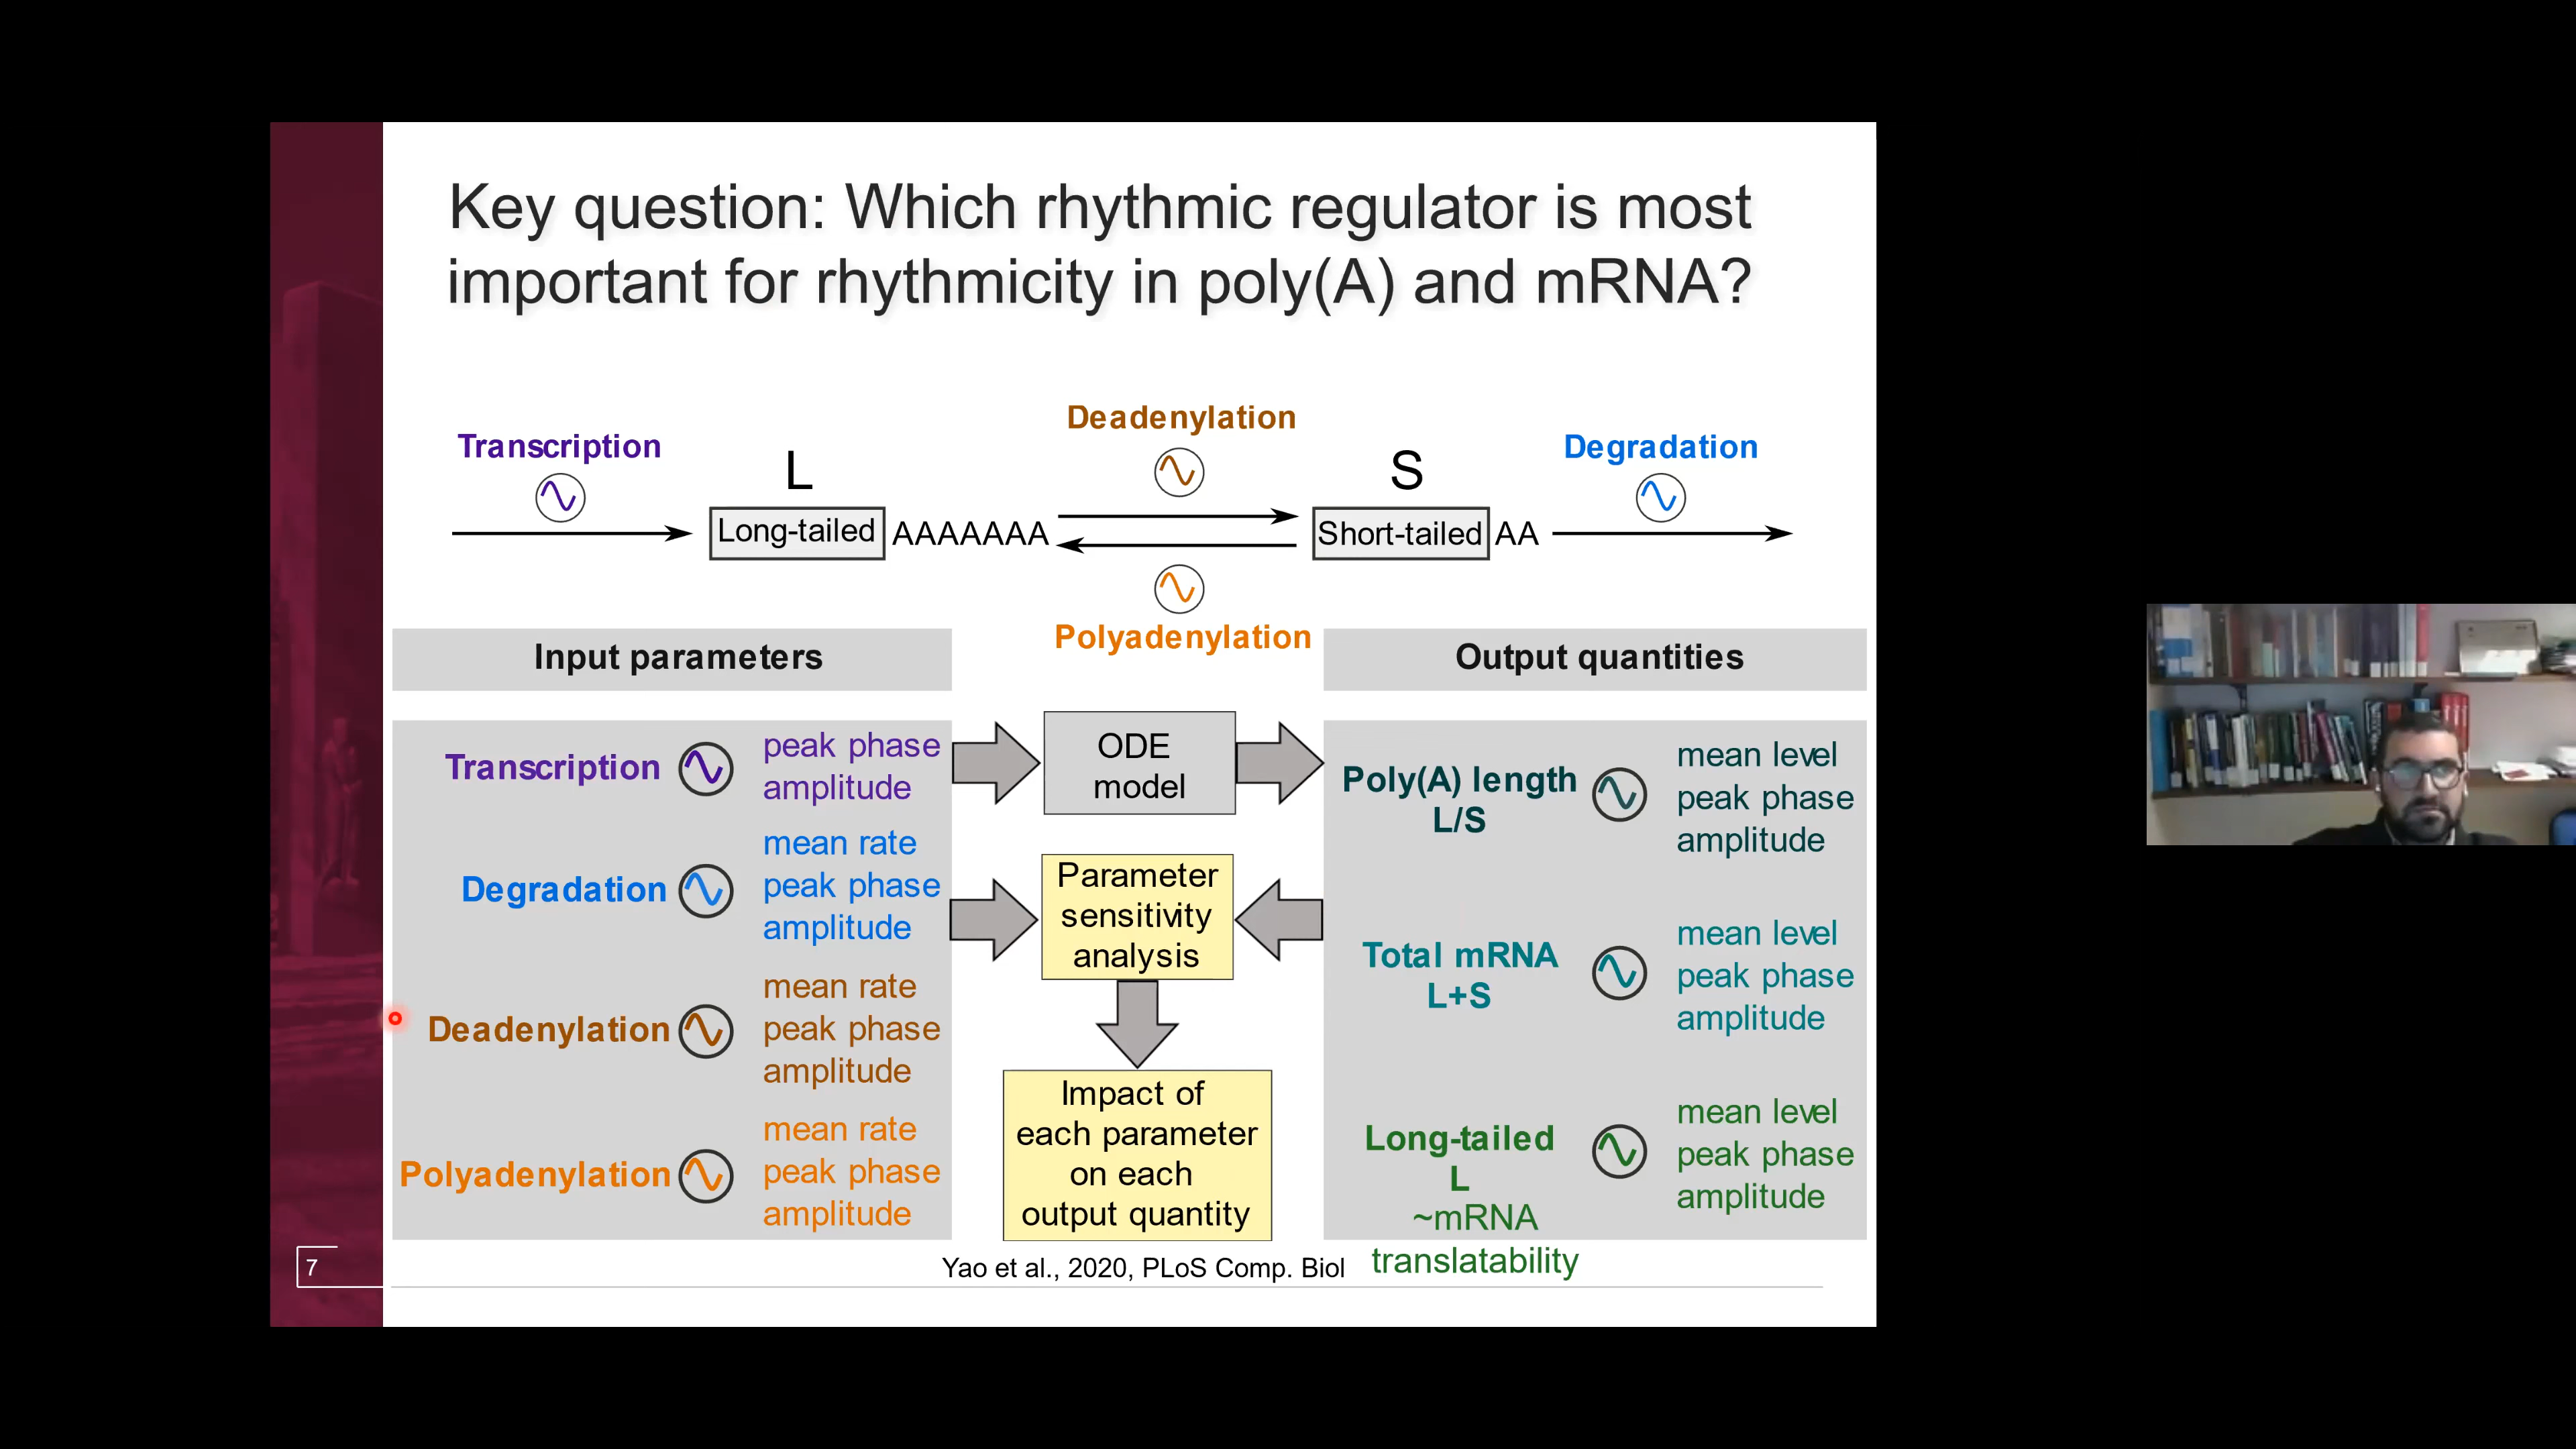 Key question: Which rhythmic regulator is most
important for rhythmicity in poly(A) and mRNA?
Transcription
L
Long-tailed AAAAAAA
Deadenylation
Polyadenylation
S
Short-tailed AA
Degradation
Input parameters
Transcription
peak phase
amplitude
Degradation
mean rate
peak phase
amplitude
Deadenylation
mean rate
peak phase
amplitude
Polyadenylation
mean rate
peak phase
amplitude
ODE
model
Parameter
sensitivity
analysis
Impact of
each parameter
on each
output quantity
Output quantities
Poly(A) length
L/S
mean level
peak phase
amplitude
Total mRNA
L+S
mean level
peak phase
amplitude
Long-tailed
L
~mRNA
translatability
mean level
peak phase
amplitude
Yao et al., 2020, PLoS Comp. Biol
7